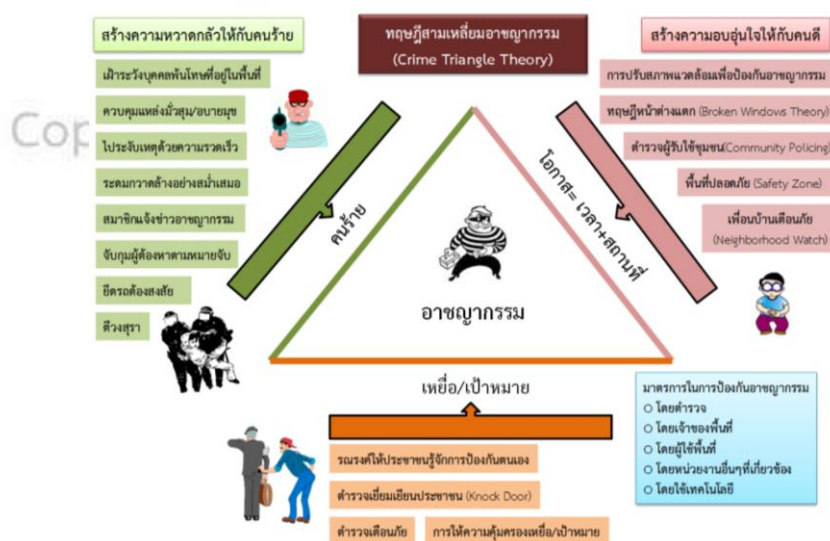 สร้างความหวาดกลัวให้กับคนร้าย
เฝ้าระวังบุคคลพ้นโทษที่อยู่ในพื้นที่
ควบคุมแหล่งมั่วสุม/อบายมุข
ไประงับเหตุด้วยความรวดเร็ว
ระดมกวาดล้างอย่างสม่ำเสมอ
สมาชิกแจ้งข่าวอาชญากรรม
จับกุมผู้ต้องหาตามหมายจับ
ยึดรถต้องสงสัย
ตีวงสุรา
ทฤษฎีสามเหลี่ยมอาชญากรรม
(Crime Triangle Theory)
สร้างความอบอุ่นใจให้กับคนดี
การปรับสภาพแวดล้อมเพื่อป้องกันอาชญากรรม
ทฤษฎีหน้าต่างแตก (Broken Windows Theory)
ตำรวจผู้รับใช้ชุมชน(Community Policing)
พื้นที่ปลอดภัย (Safety Zone)
เพื่อนบ้านเตือนภัย
(Neighborhood Watch)
Cop
คนร้าย
โอกาส= เวลา+สถานที่
อาชญากรรม
เหยื่อ/เป้าหมาย
รณรงค์ให้ประชาชนรู้จักการป้องกันตนเอง
ตำรวจเยี่ยมเยียนประชาชน (Knock Door)
ตำรวจเตือนภัย
การให้ความคุ้มครองเหยื่อ/เป้าหมาย
มาตรการในการป้องกันอาชญากรรม
○ โดยตำรวจ
○ โดยเจ้าของพื้นที่
○ โดยผู้ใช้พื้นที่
○ โดยหน่วยงานอื่นๆที่เกี่ยวข้อง
○ โดยใช้เทคโนโลยี